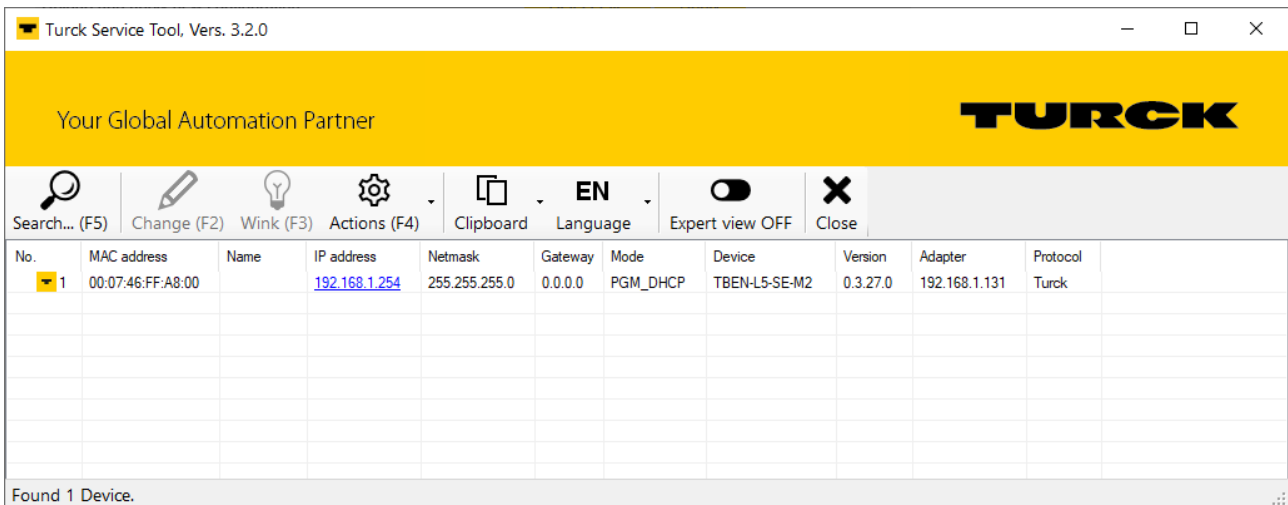 Turck Service Tool, Vers. 3.2.0
Your Global Automation Partner
TURCK
Search... (F5) Change (F2) Wink (F3) Actions (F4) Clipboard EN Language Expert view OFF Close
No. MAC address Name IP address Netmask Gateway Mode Device Version Adapter Protocol
1 00:07:46:FF:A8:00 192.168.1.254 255.255.255.0 0.0.0.0 PGM_DHCP TBEN-L5-SE-M2 0.3.27.0 192.168.1.131 Turck
Found 1 Device.